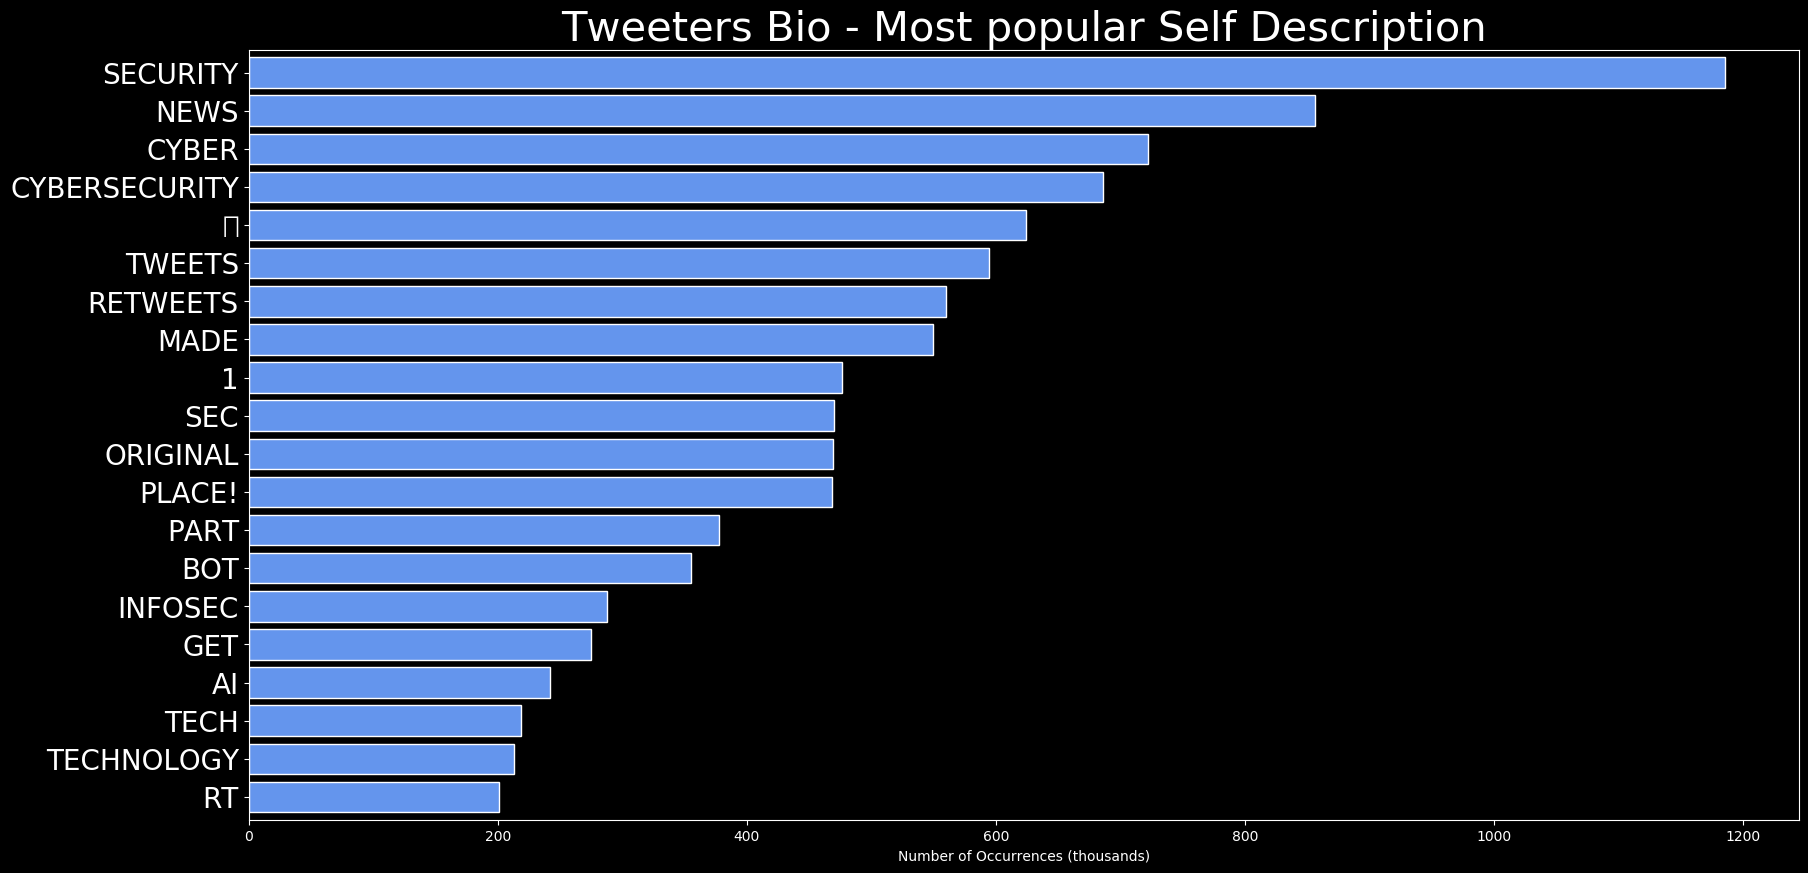 Tweeters Bio - Most popular Self Description
SECURITY
NEWS
CYBER
CYBERSECURITY
TWEETS
RETWEETS
MADE
1
SEC
ORIGINAL
PLACE!
PART
BOT
INFOSEC
GET
AI
TECH
TECHNOLOGY
RT
0 200 400 600 800 1000 1200
Number of Occurrences (thousands)